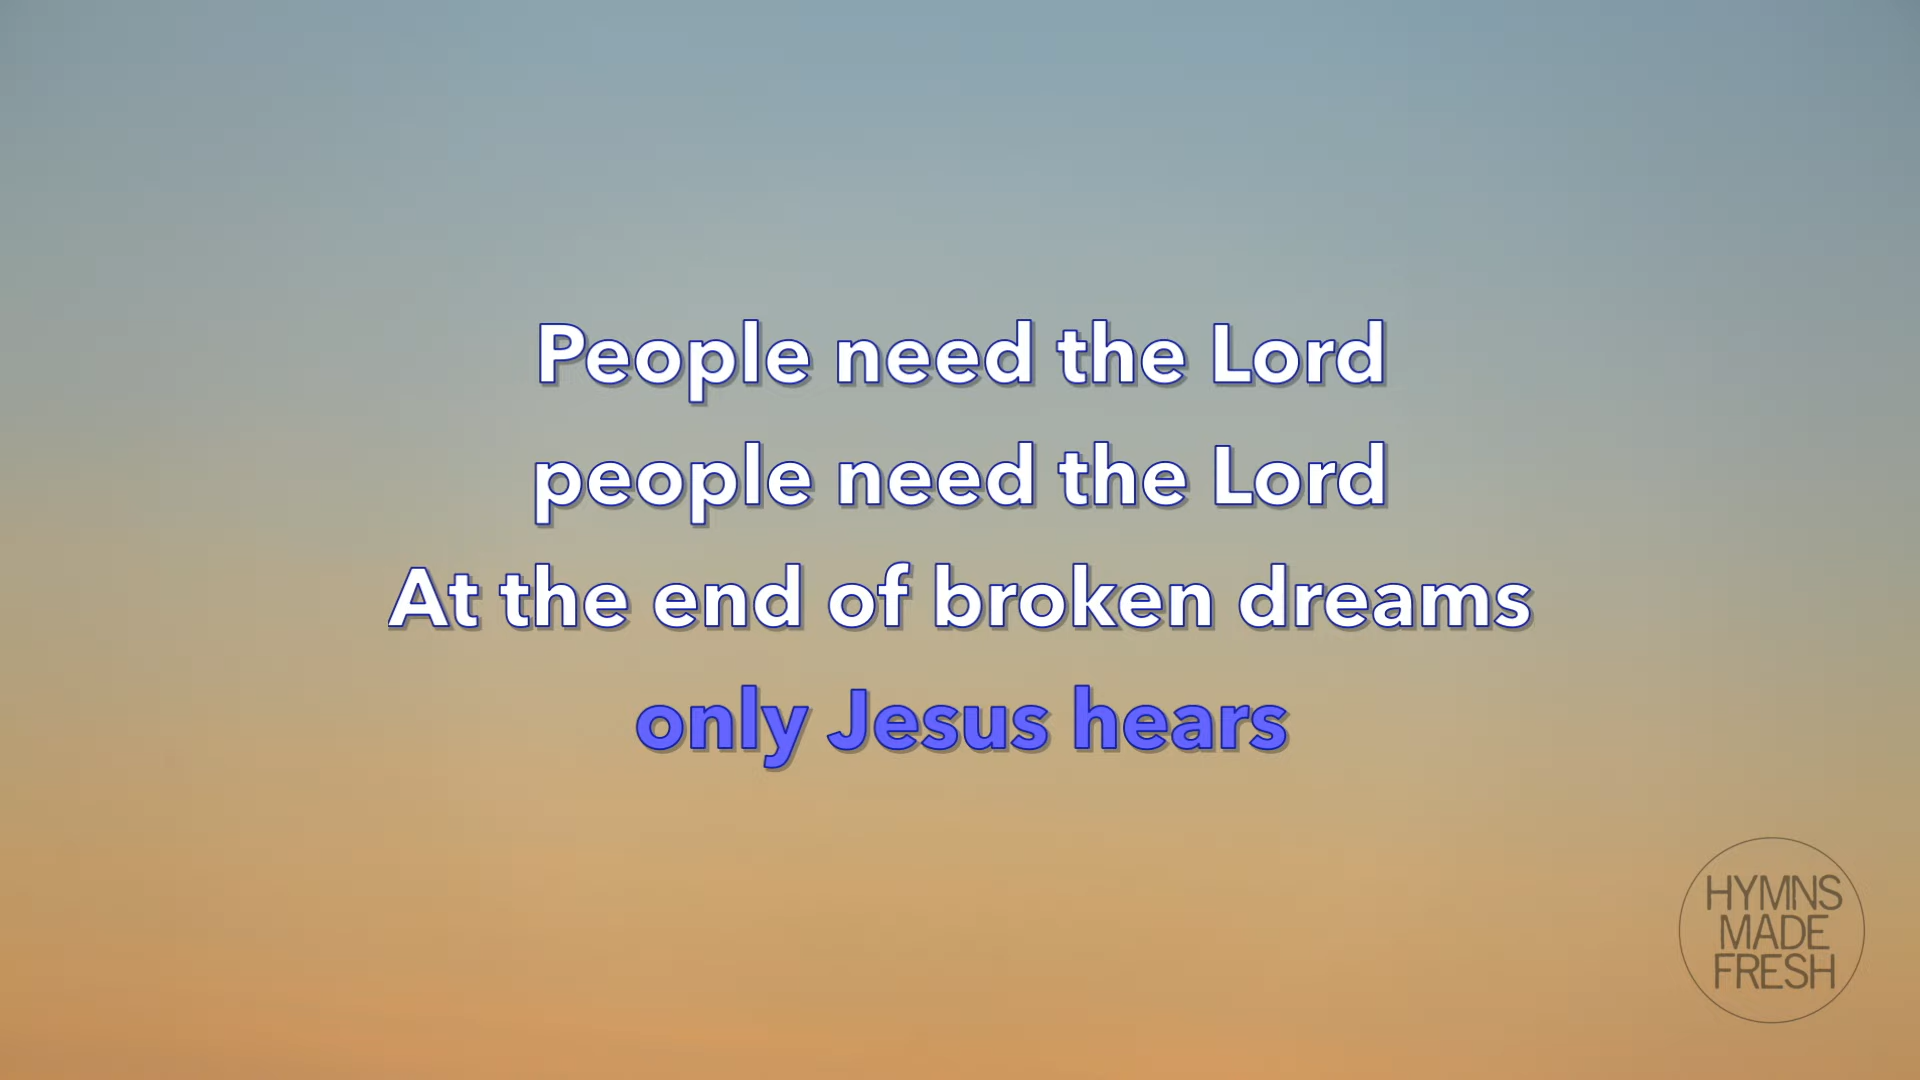 People need the Lord
people need the Lord
At the end of broken dreams
only Jesus hears
HYMNS
MADE
FRESH